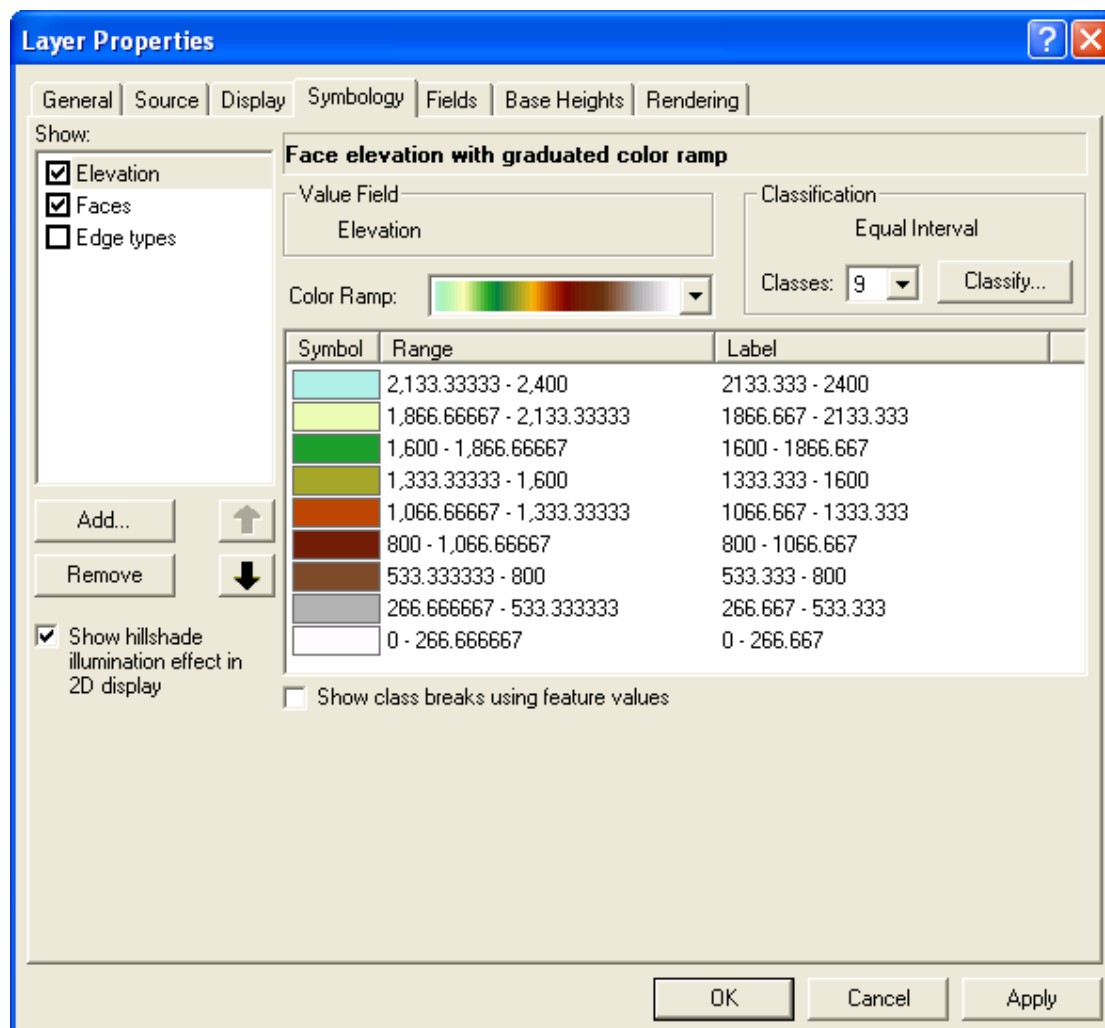 Layer Properties
General Source Display Symbology Fields Base Heights Rendering
Show:
Elevation
Faces
Edge types
Add...
Remove
Show hillshade
illumination effect in
2D display
Face elevation with graduated color ramp
Value Field
Elevation
Classification
Equal Interval
Color Ramp:
Classes: 9 Classify...
Symbol Range Label
2,133.33333 - 2,400 2133.333 - 2400
1,866.66667 - 2,133.33333 1866.667 - 2133.333
1,600 - 1,866.66667 1600 - 1866.667
1,333.33333 - 1,600 1333.333 - 1600
1,066.66667 - 1,333.33333 1066.667 - 1333.333
800 - 1,066.66667 800 - 1066.667
533.333333 - 800 533.333 - 800
266.666667 - 533.333333 266.667 - 533.333
0 - 266.666667 0 - 266.667
Show class breaks using feature values
OK Cancel Apply